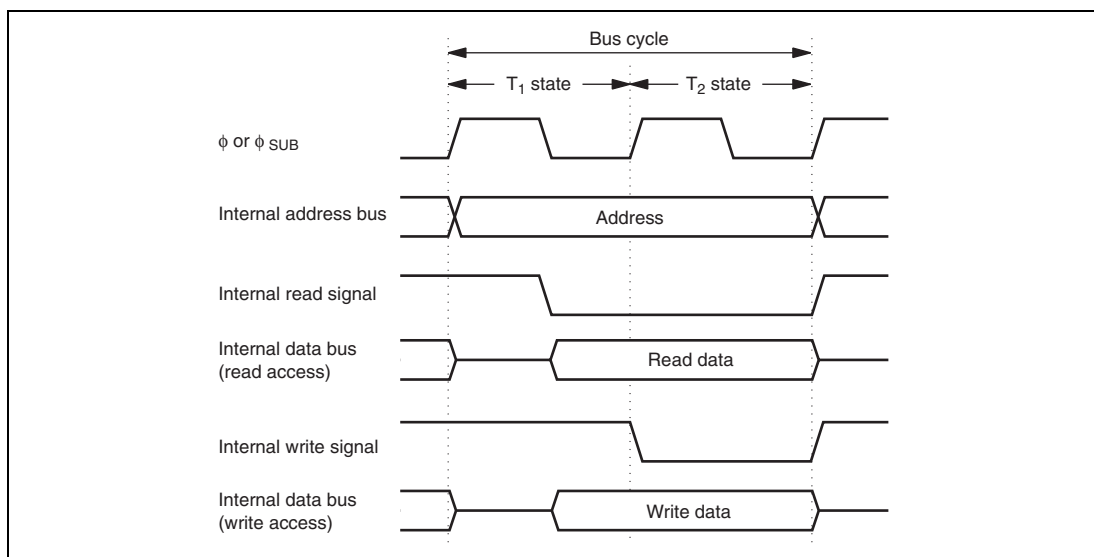 Bus cycle
T₁ state
T₂ state
ϕ or ϕ SUB
Internal address bus
Address
Internal read signal
Internal data bus
(read access)
Read data
Internal write signal
Internal data bus
(write access)
Write data